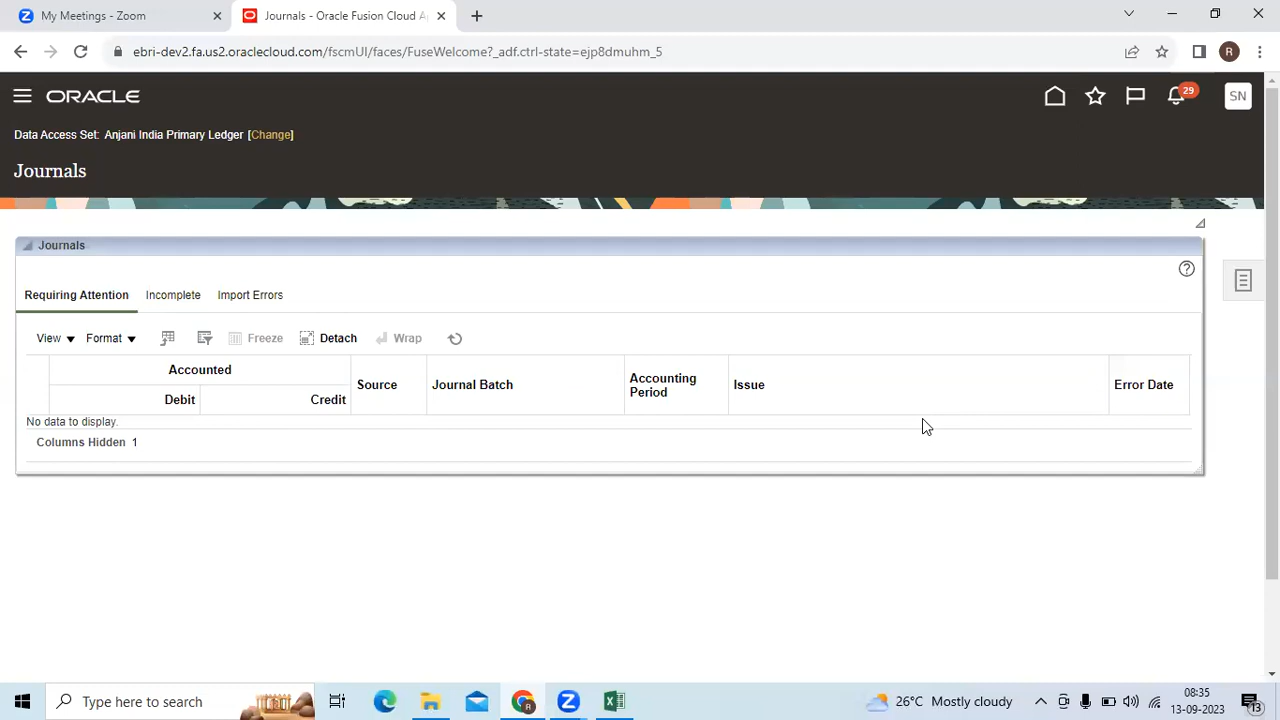 My Meetings - Zoom
Journals - Oracle Fusion Cloud A
ebri-dev2.fa.us2.oraclecloud.com/fscmUI/faces/FuseWelcome?_adf.ctrl-state=ejp8dmuhm_5
R
ORACLE
29
SN
Data Access Set: Anjani India Primary Ledger [Change]
Journals
Journals
Requiring Attention
Incomplete
Import Errors
View
Format
Freeze
Detach
Wrap
Accounted
Debit
Credit
Source
Journal Batch
Accounting
Period
Issue
Error Date
No data to display.
Columns Hidden 1
Type here to search
26°C Mostly cloudy
08:35
13-09-2023
13